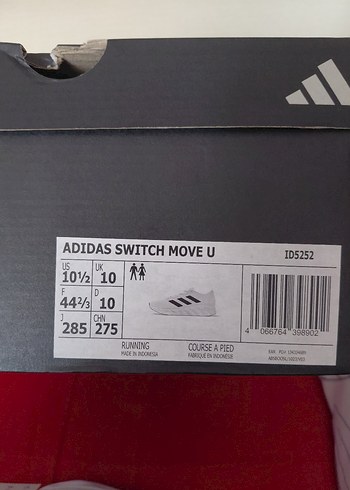 ADIDAS SWITCH MOVE U ID5252
US 10½ UK 10
F 44⅔ D 10
J 285 CHN 275
4 066764 398902
RUNNING COURSE A PIED
MADE IN INDONESIA FABRIQUE EN INDONÉSIE